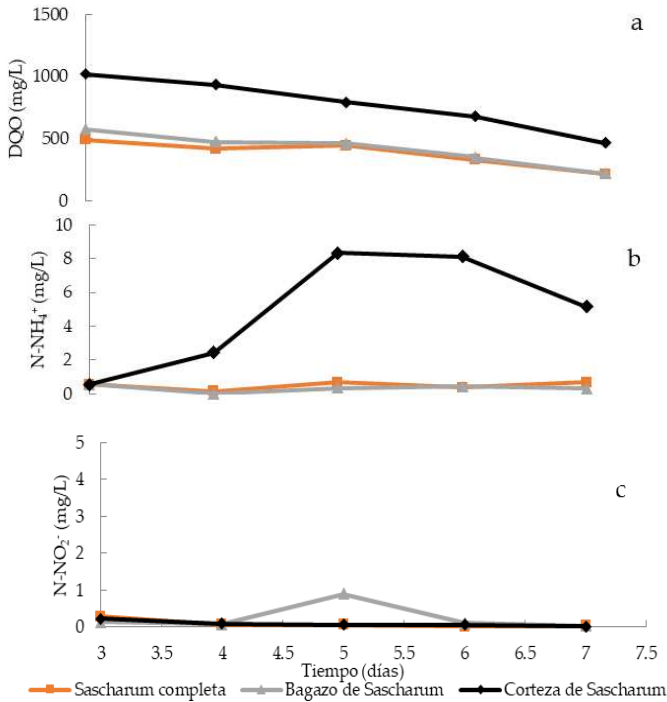 1500
a
1000
500
0
DQO (mg/L)
10
8
b
6
4
2
0
N-NH₄⁺ (mg/L)
5
4
c
3
2
1
0
N-NO₂⁻ (mg/L)
3 3.5 4 4.5 5 5.5 6 6.5 7 7.5
Tiempo (días)
Sascharum completa Bagazo de Sascharum Corteza de Sascharum